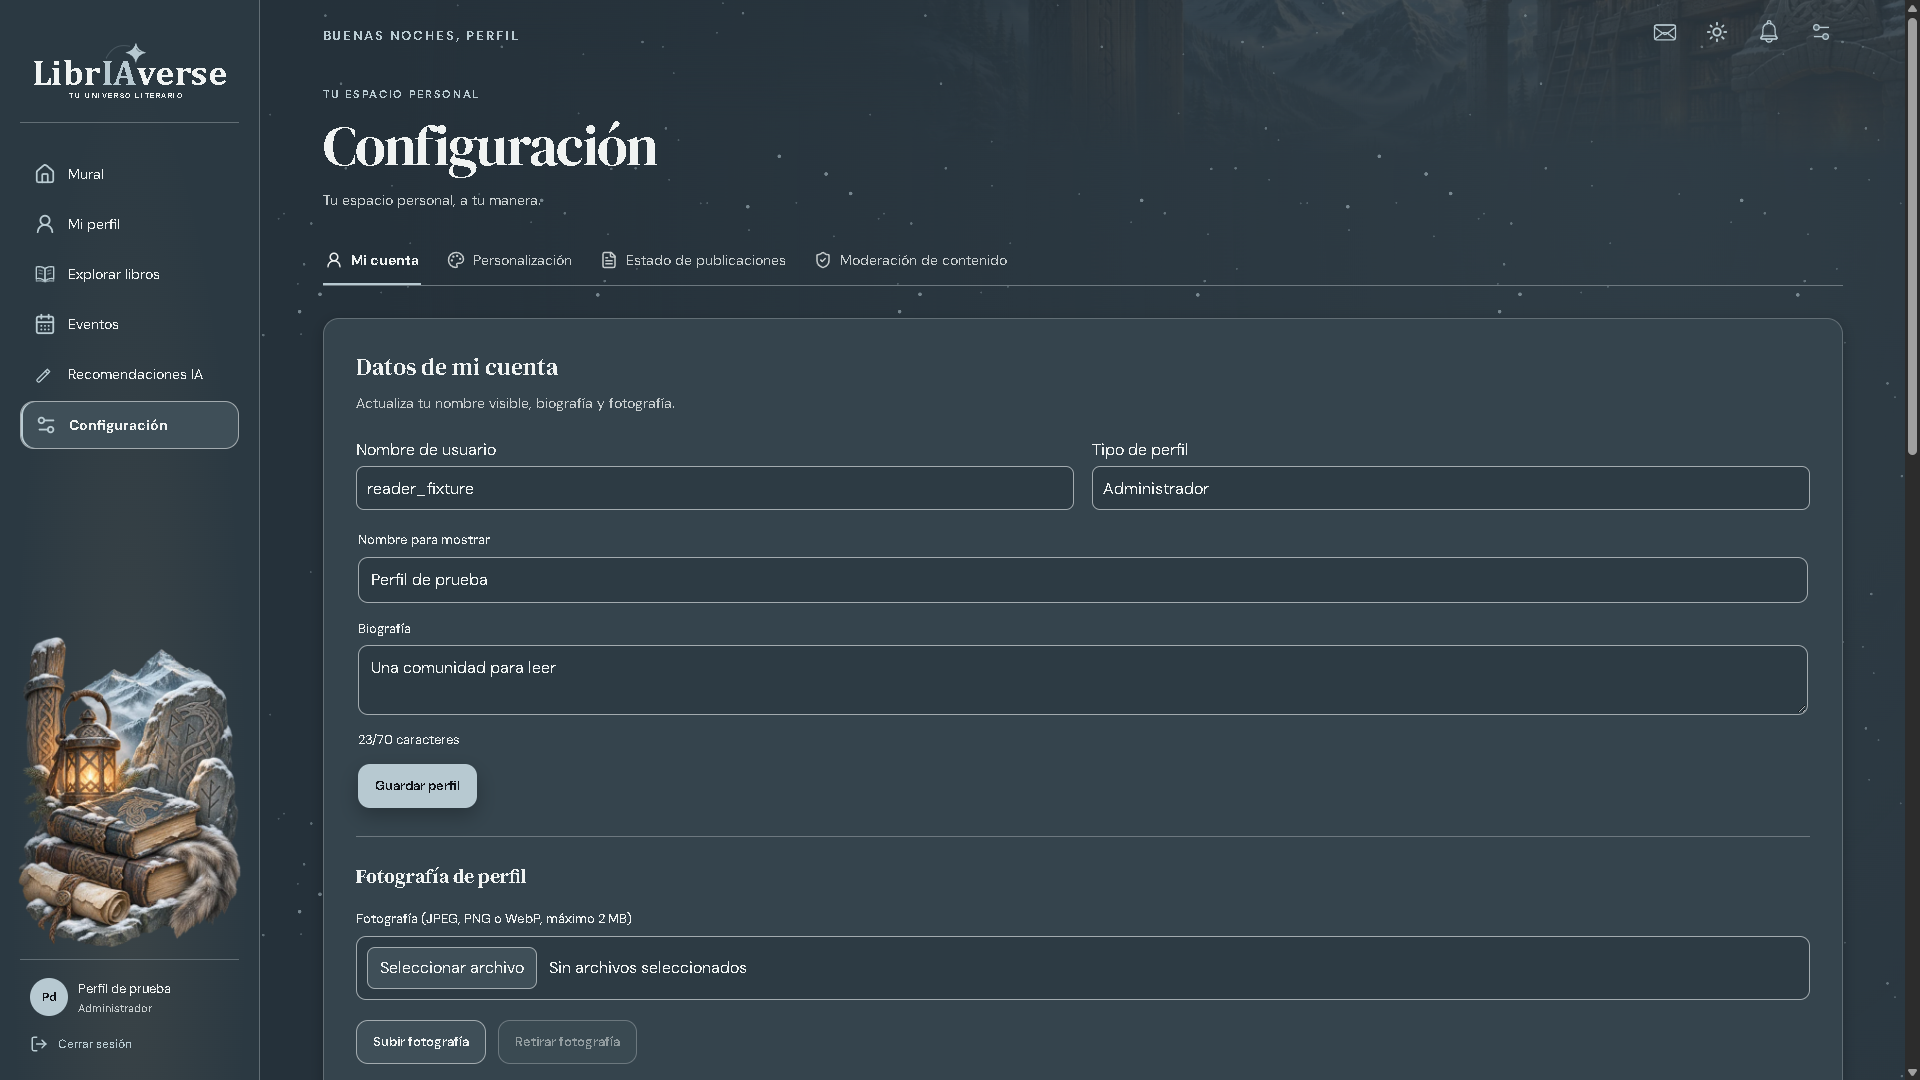 LibrIAverse
TU UNIVERSO LITERARIO
Mural
Mi perfil
Explorar libros
Eventos
Recomendaciones IA
Configuración
Pd
Perfil de prueba
Administrador
Cerrar sesión
BUENAS NOCHES, PERFIL
TU ESPACIO PERSONAL
Configuración
Tu espacio personal, a tu manera.
Mi cuenta
Personalización
Estado de publicaciones
Moderación de contenido
Datos de mi cuenta
Actualiza tu nombre visible, biografía y fotografía.
Nombre de usuario
reader_fixture
Tipo de perfil
Administrador
Nombre para mostrar
Perfil de prueba
Biografía
Una comunidad para leer
23/70 caracteres
Guardar perfil
Fotografía de perfil
Fotografía (JPEG, PNG o WebP, máximo 2 MB)
Seleccionar archivo
Sin archivos seleccionados
Subir fotografía
Retirar fotografía